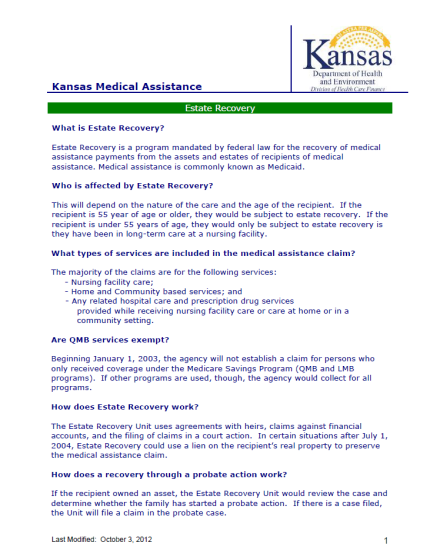 Kansas
Department of Health
and Environment
Division of Health Care Finance
Kansas Medical Assistance
Estate Recovery
What is Estate Recovery?
Estate Recovery is a program mandated by federal law for the recovery of medical
assistance payments from the assets and estates of recipients of medical
assistance. Medical assistance is commonly known as Medicaid.
Who is affected by Estate Recovery?
This will depend on the nature of the care and the age of the recipient.  If the
recipient is 55 year of age or older, they would be subject to estate recovery.  If the
recipient is under 55 years of age, they would only be subject to estate recovery is
they have been in long-term care at a nursing facility.
What types of services are included in the medical assistance claim?
The majority of the claims are for the following services:
- Nursing facility care;
- Home and Community based services; and
- Any related hospital care and prescription drug services
provided while receiving nursing facility care or care at home or in a
community setting.
Are QMB services exempt?
Beginning January 1, 2003, the agency will not establish a claim for persons who
only received coverage under the Medicare Savings Program (QMB and LMB
programs).  If other programs are used, though, the agency would collect for all
programs.
How does Estate Recovery work?
The Estate Recovery Unit uses agreements with heirs, claims against financial
accounts, and the filing of claims in a court action.  In certain situations after July 1,
2004, Estate Recovery could use a lien on the recipient's real property to preserve
the medical assistance claim.
How does a recovery through a probate action work?
If the recipient owned an asset, the Estate Recovery Unit would review the case and
determine whether the family has started a probate action.  If there is a case filed,
the Unit will file a claim in the probate case.
Last Modified:  October 3, 2012
1